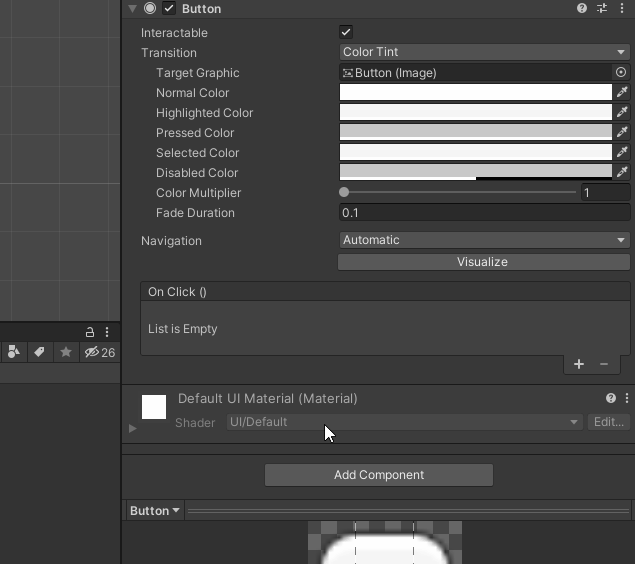 Button
Interactable
Transition Color Tint
Target Graphic Button (Image)
Normal Color
Highlighted Color
Pressed Color
Selected Color
Disabled Color
Color Multiplier 1
Fade Duration 0.1
Navigation Automatic
Visualize
On Click ()
List is Empty
26
Default UI Material (Material)
Shader UI/Default Edit...
Add Component
Button